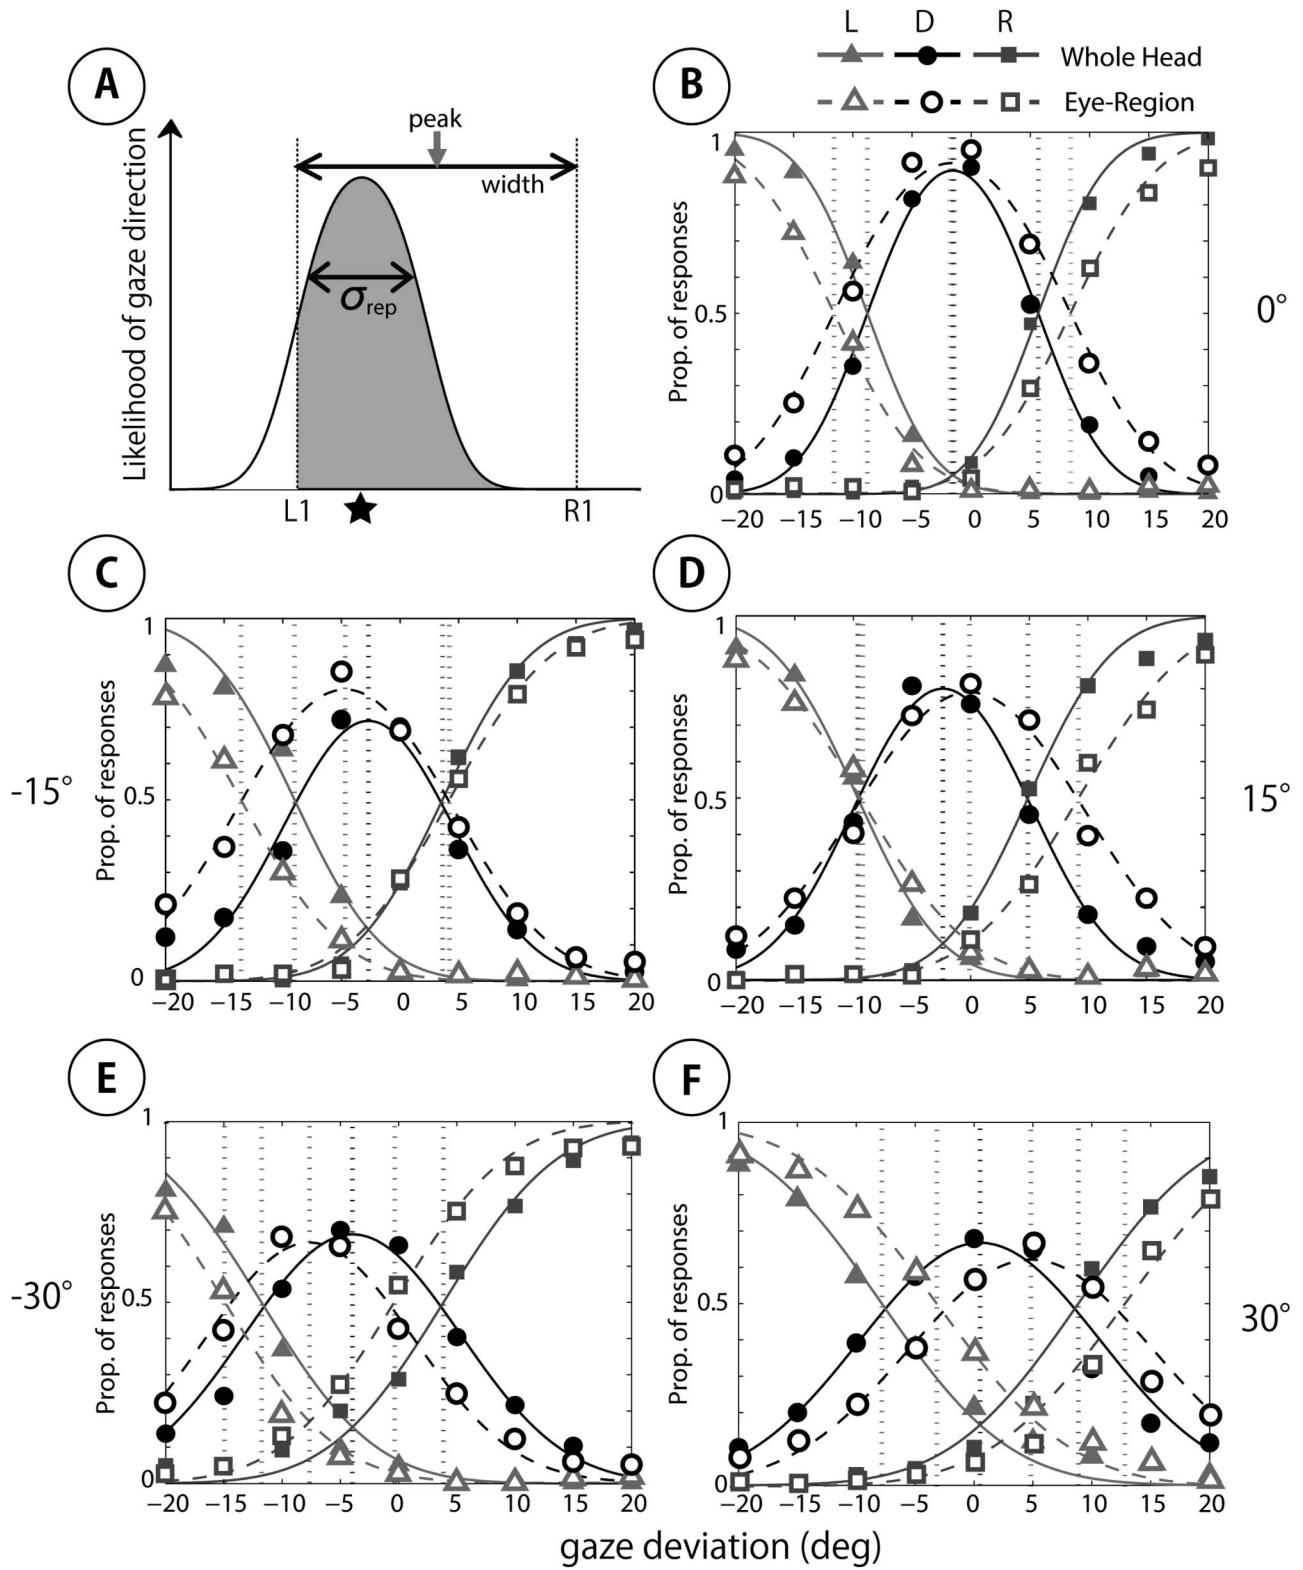 L D R
Whole Head
Eye-Region
A
peak
width
σrep
Likelihood of gaze direction
L1 R1
B
1
0.5
0
Prop. of responses
−20 −15 −10 −5 0 5 10 15 20
0°
C
1
0.5
0
Prop. of responses
−20 −15 −10 −5 0 5 10 15 20
-15°
D
1
0.5
0
Prop. of responses
−20 −15 −10 −5 0 5 10 15 20
15°
E
1
0.5
0
Prop. of responses
−20 −15 −10 −5 0 5 10 15 20
-30°
F
1
0.5
0
Prop. of responses
−20 −15 −10 −5 0 5 10 15 20
30°
gaze deviation (deg)